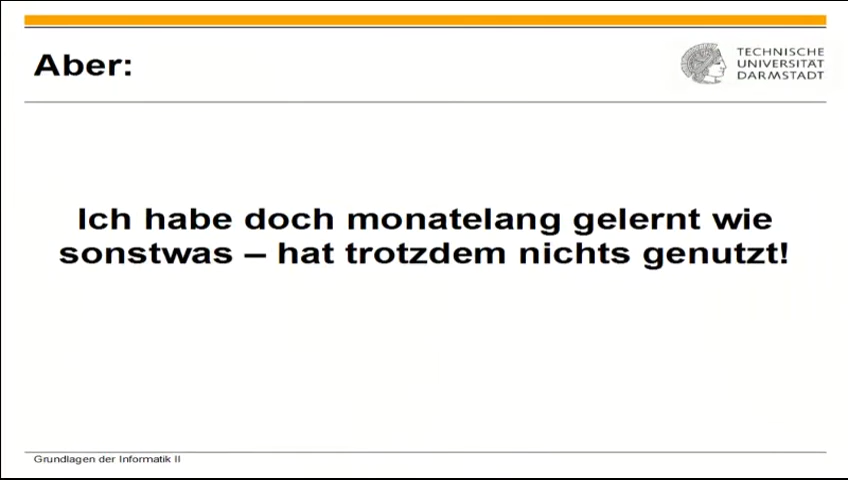 Aber:
TECHNISCHE
UNIVERSITÄT
DARMSTADT
Ich habe doch monatelang gelernt wie
sonstwas – hat trotzdem nichts genutzt!
Grundlagen der Informatik II